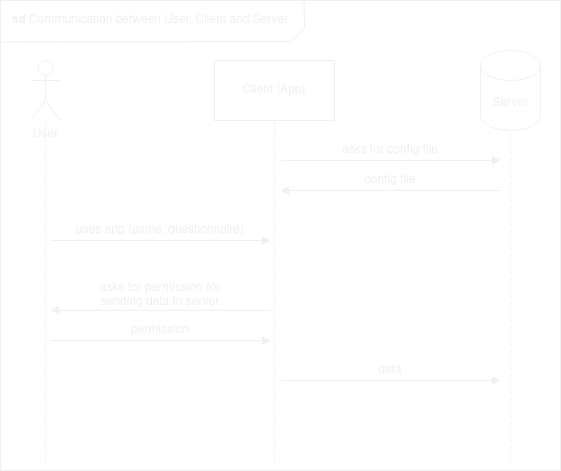 sd Communication between User, Client and Server
Client (App)
Server
User
asks for config file
config file
uses app (game, questionnaire)
asks for permission for
sending data to server
permission
data